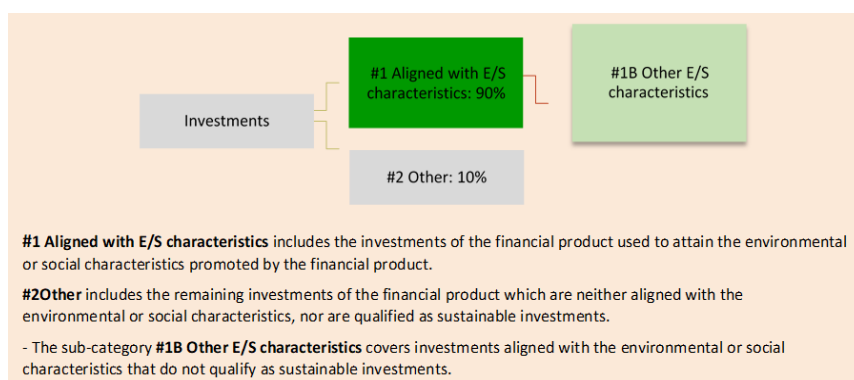 #1 Aligned with E/S
characteristics: 90%
#1B Other E/S
characteristics
Investments
#2 Other: 10%
#1 Aligned with E/S characteristics includes the investments of the financial product used to attain the environmental
or social characteristics promoted by the financial product.
#2Other includes the remaining investments of the financial product which are neither aligned with the
environmental or social characteristics, nor are qualified as sustainable investments.
- The sub-category #1B Other E/S characteristics covers investments aligned with the environmental or social
characteristics that do not qualify as sustainable investments.